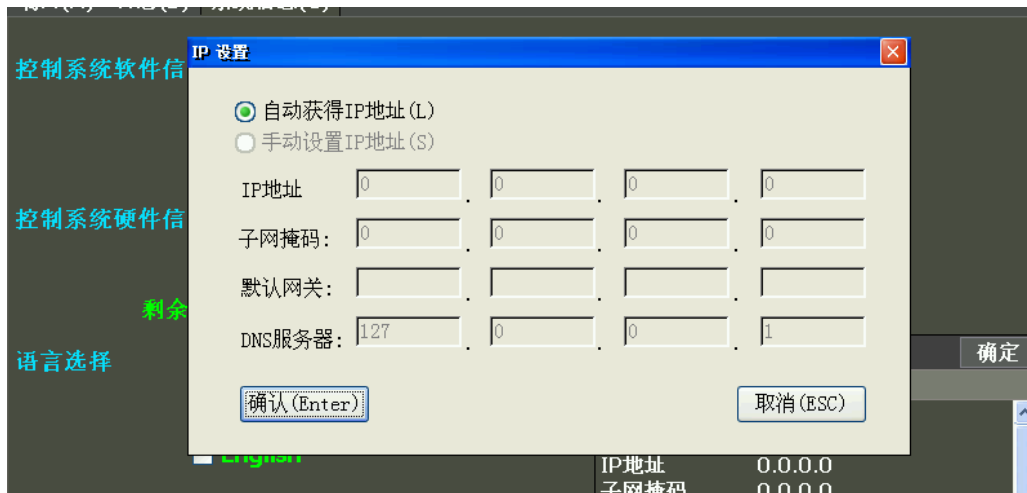 IP 设置
控制系统软件信
自动获得IP地址(L)
手动设置IP地址(S)
IP地址 0 . 0 . 0 . 0
控制系统硬件信
子网掩码: 0 . 0 . 0 . 0
默认网关: . . .
剩余
DNS服务器: 127 . 0 . 0 . 1
语言选择
确定
确认(Enter)
取消(ESC)
English
IP地址 0.0.0.0
子网掩码 0.0.0.0